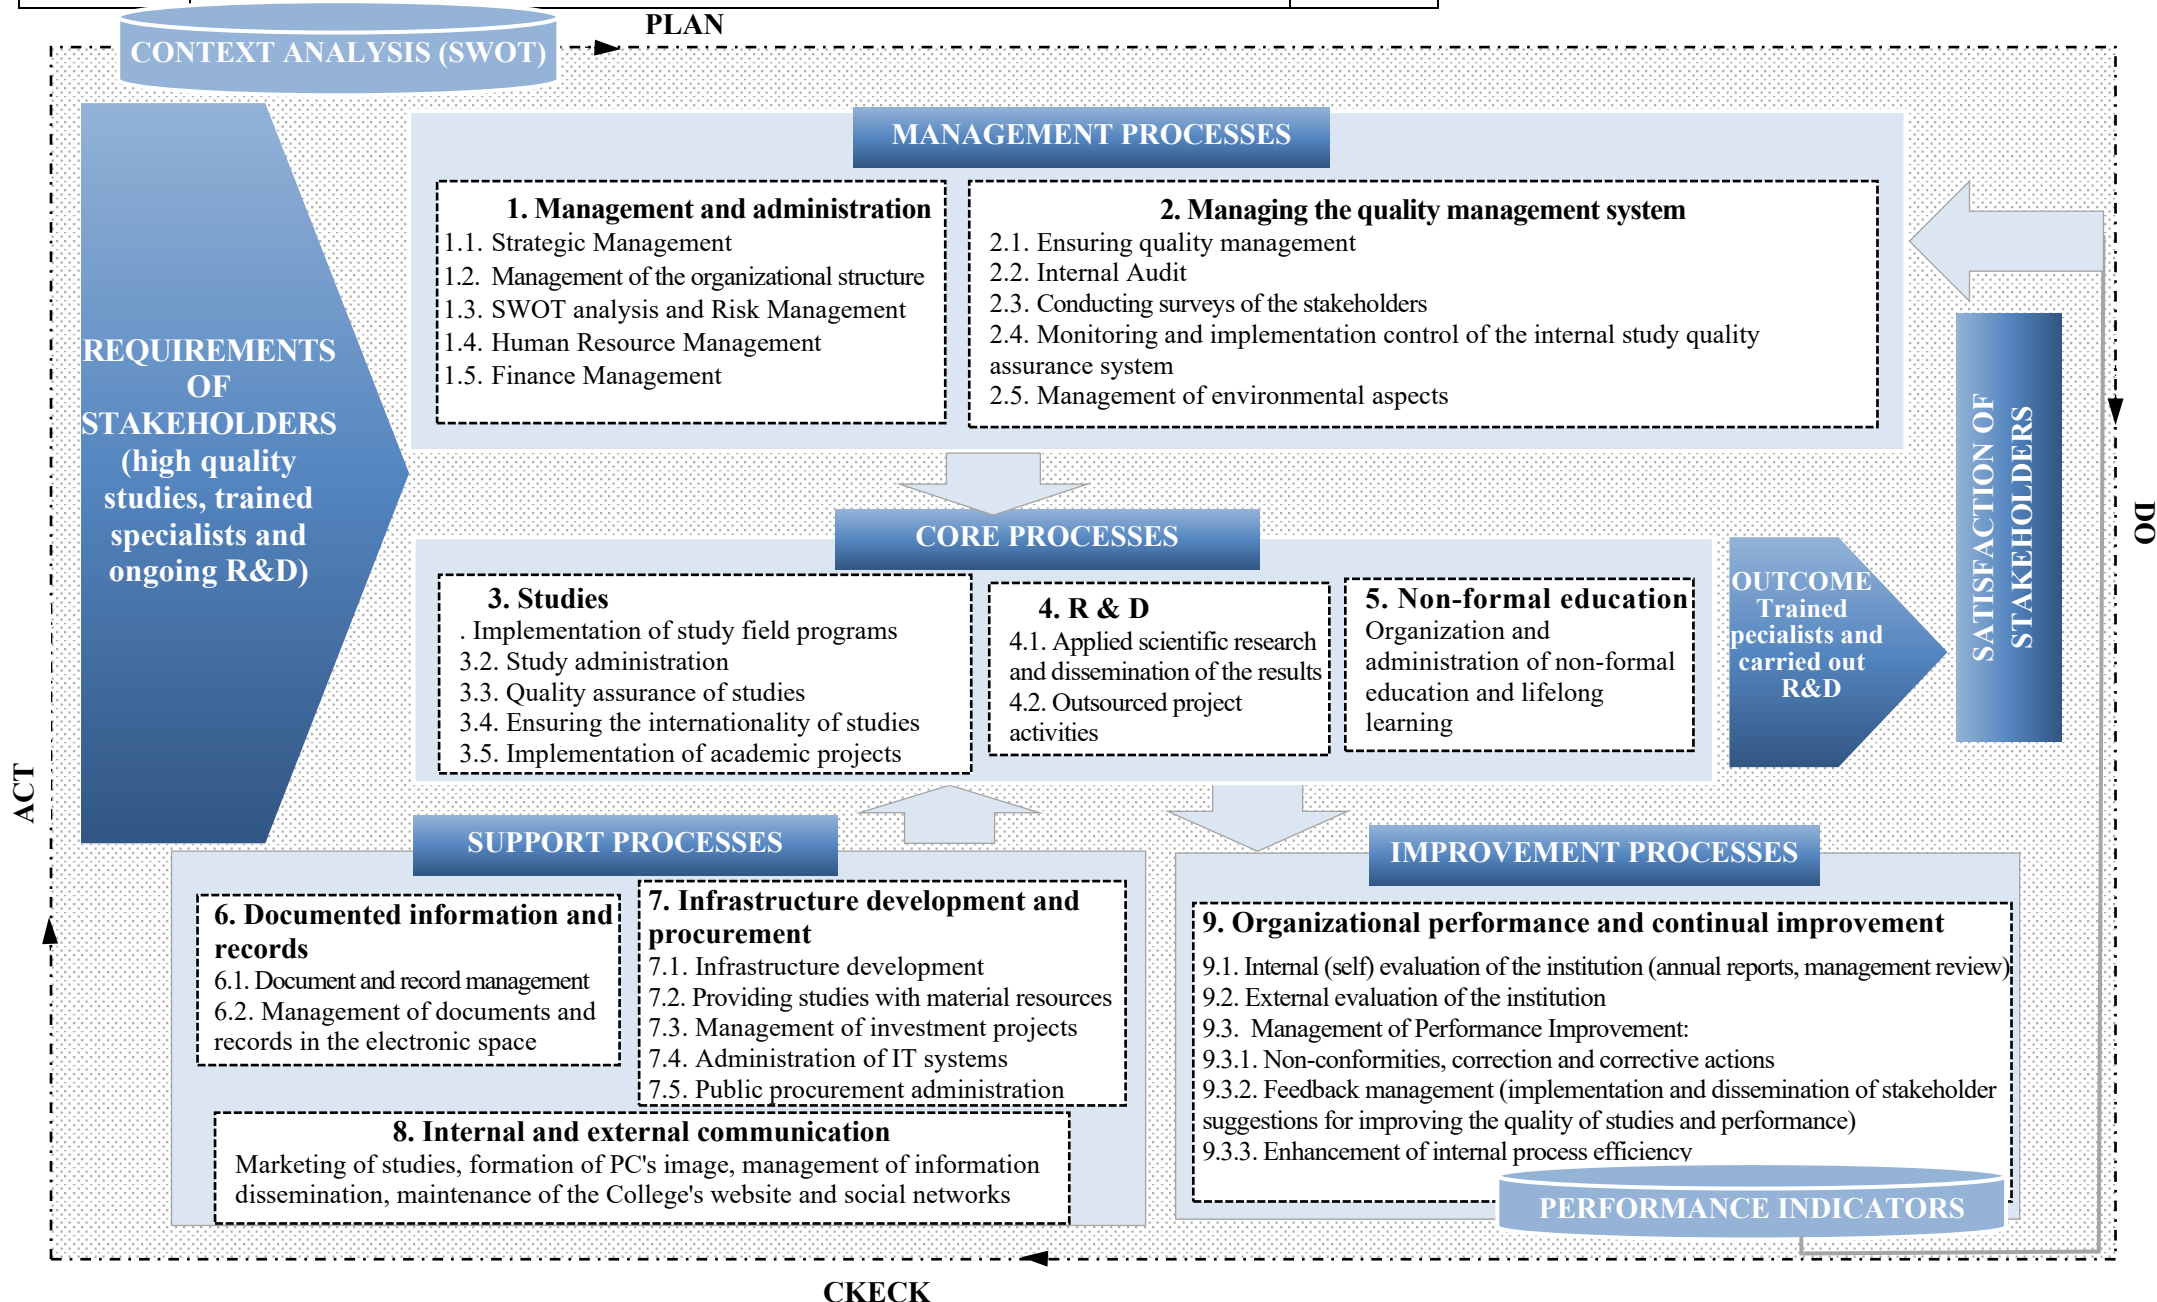 PLAN
CONTEXT ANALYSIS (SWOT)
MANAGEMENT PROCESSES
1. Management and administration
1.1. Strategic Management
1.2. Management of the organizational structure
1.3. SWOT analysis and Risk Management
1.4. Human Resource Management
1.5. Finance Management
2. Managing the quality management system
2.1. Ensuring quality management
2.2. Internal Audit
2.3. Conducting surveys of the stakeholders
2.4. Monitoring and implementation control of the internal study quality
assurance system
2.5. Management of environmental aspects
REQUIREMENTS
OF
STAKEHOLDERS
(high quality
studies, trained
specialists and
ongoing R&D)
CORE PROCESSES
3. Studies
. Implementation of study field programs
3.2. Study administration
3.3. Quality assurance of studies
3.4. Ensuring the internationality of studies
3.5. Implementation of academic projects
4. R & D
4.1. Applied scientific research
and dissemination of the results
4.2. Outsourced project
activities
5. Non-formal education
Organization and
administration of non-formal
education and lifelong
learning
OUTCOME
Trained
pecialists and
carried out
R&D
SATISFACTION OF
STAKEHOLDERS
DO
ACT
SUPPORT PROCESSES
6. Documented information and
records
6.1. Document and record management
6.2. Management of documents and
records in the electronic space
7. Infrastructure development and
procurement
7.1. Infrastructure development
7.2. Providing studies with material resources
7.3. Management of investment projects
7.4. Administration of IT systems
7.5. Public procurement administration
8. Internal and external communication
Marketing of studies, formation of PC's image, management of information
dissemination, maintenance of the College's website and social networks
IMPROVEMENT PROCESSES
9. Organizational performance and continual improvement
9.1. Internal (self) evaluation of the institution (annual reports, management review)
9.2. External evaluation of the institution
9.3. Management of Performance Improvement:
9.3.1. Non-conformities, correction and corrective actions
9.3.2. Feedback management (implementation and dissemination of stakeholder
suggestions for improving the quality of studies and performance)
9.3.3. Enhancement of internal process efficiency
PERFORMANCE INDICATORS
CKECK